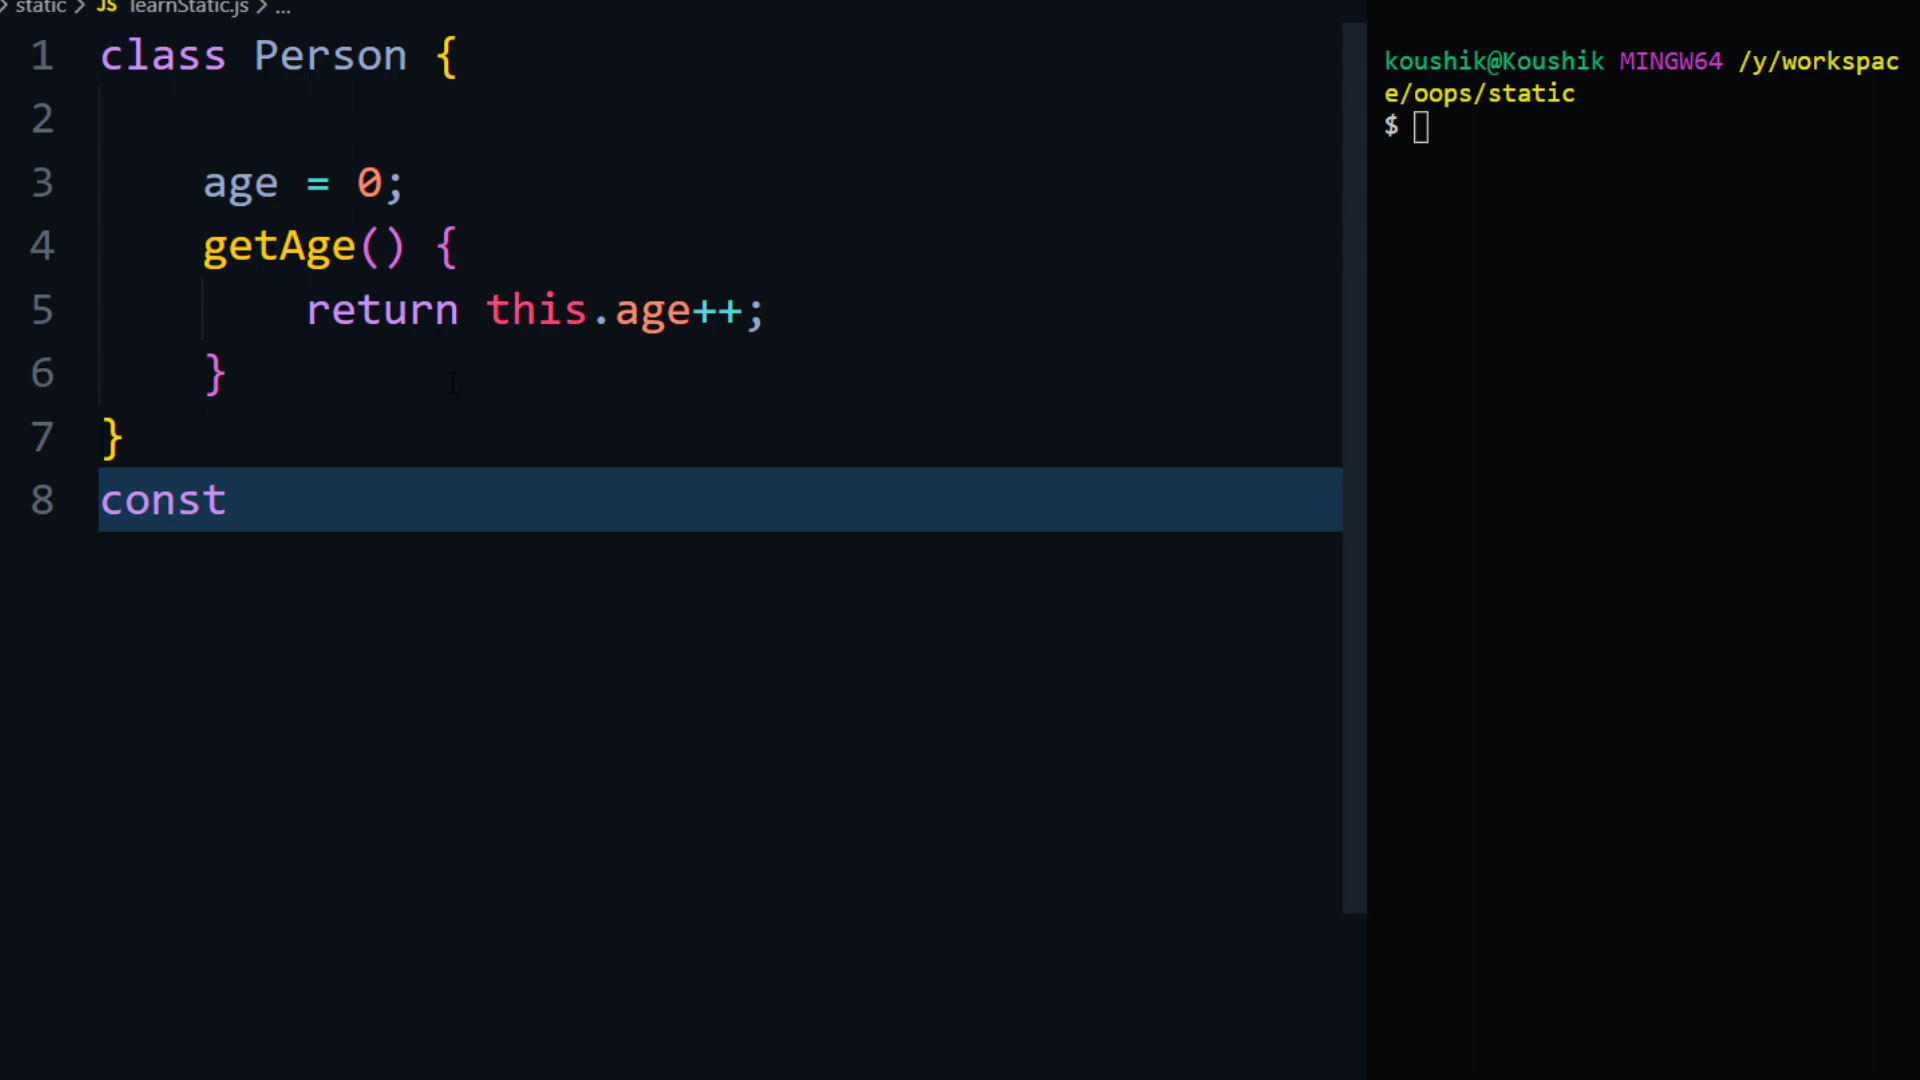 static > JS learnStatic.js > ...
1 class Person {
2
3 age = 0;
4 getAge() {
5 return this.age++;
6 }
7 }
8 const
koushik@Koushik MINGW64 /y/workspac
e/oops/static
$